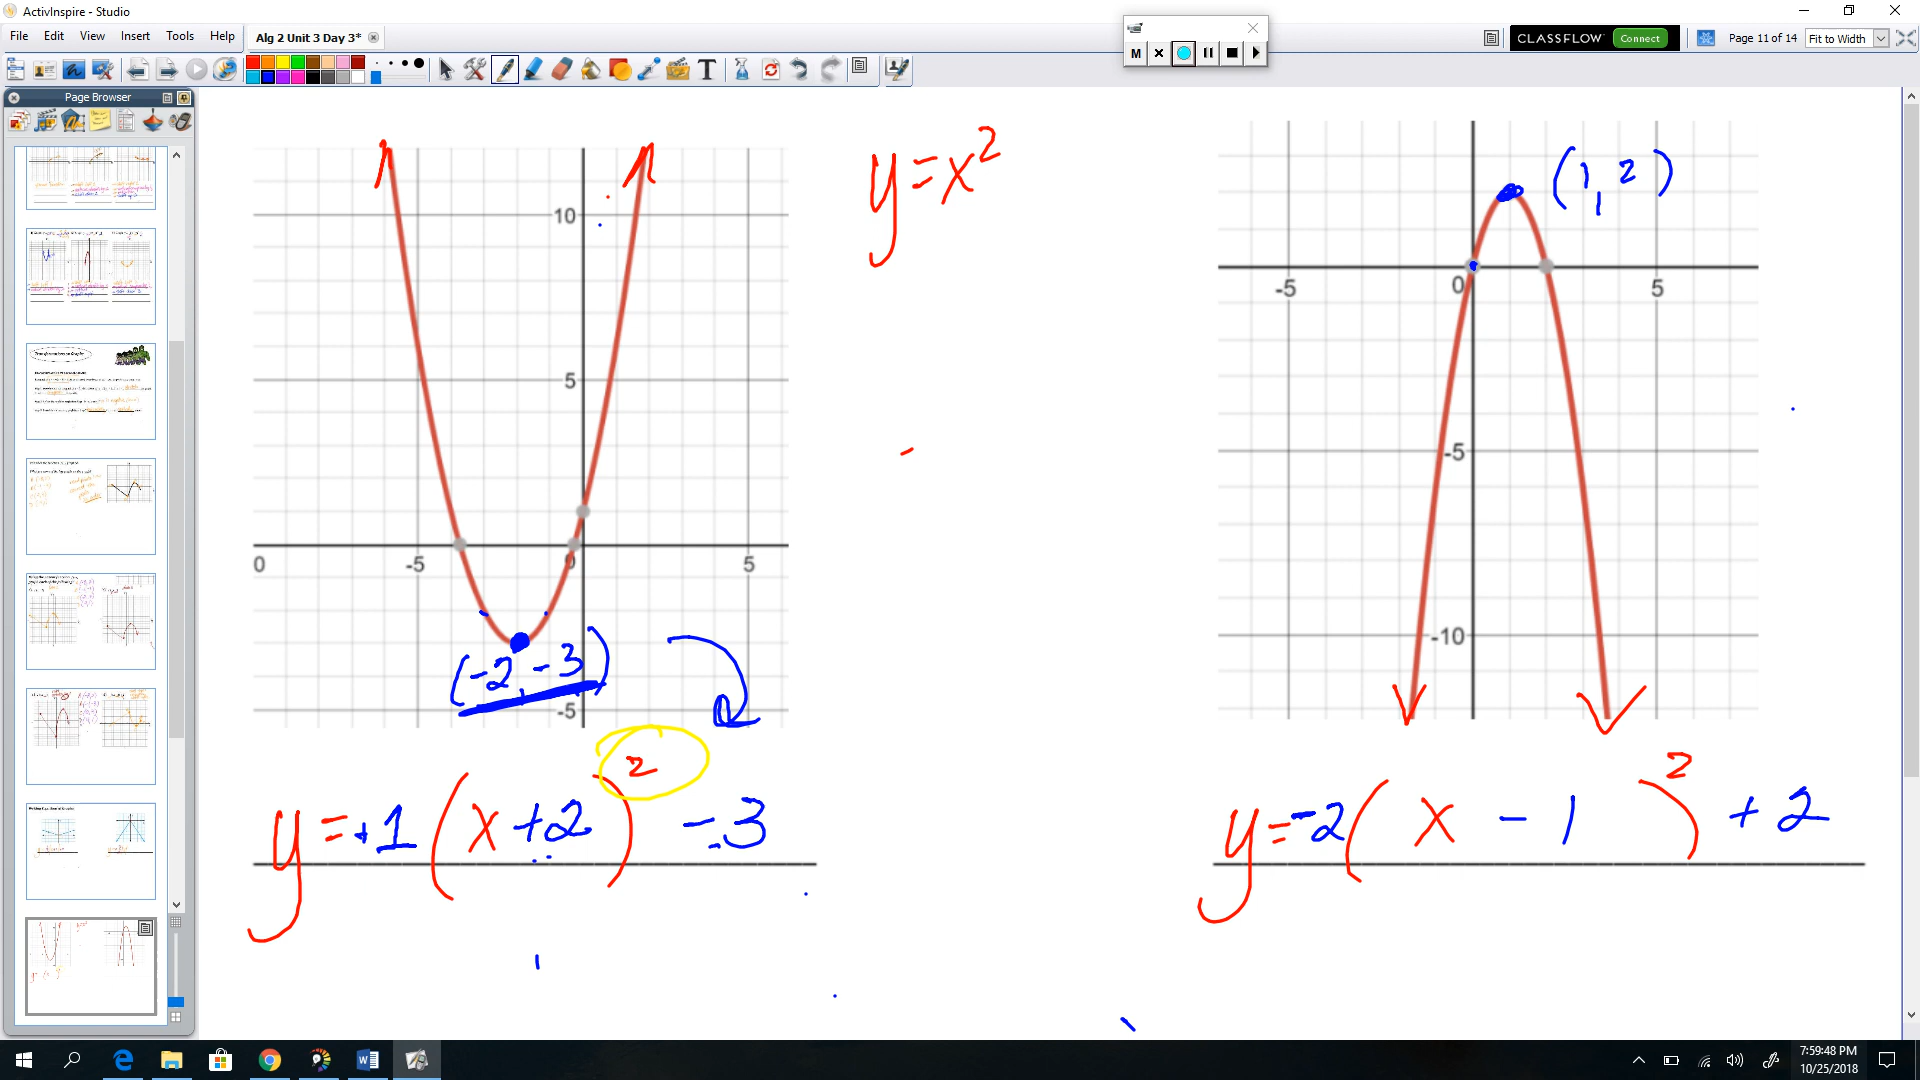 ActivInspire - Studio
File Edit View Insert Tools Help
Alg 2 Unit 3 Day 3*
CLASSFLOW Connect
Page 11 of 14
Fit to Width
M
Page Browser
y=x²
10
5
0 -5 0 5
-5
(-2, -3)
y=+1(x+2)² -3
(1, 2)
-5 0 5
-5
-10
y=-2(x - 1)² + 2
7:59:48 PM
10/25/2018